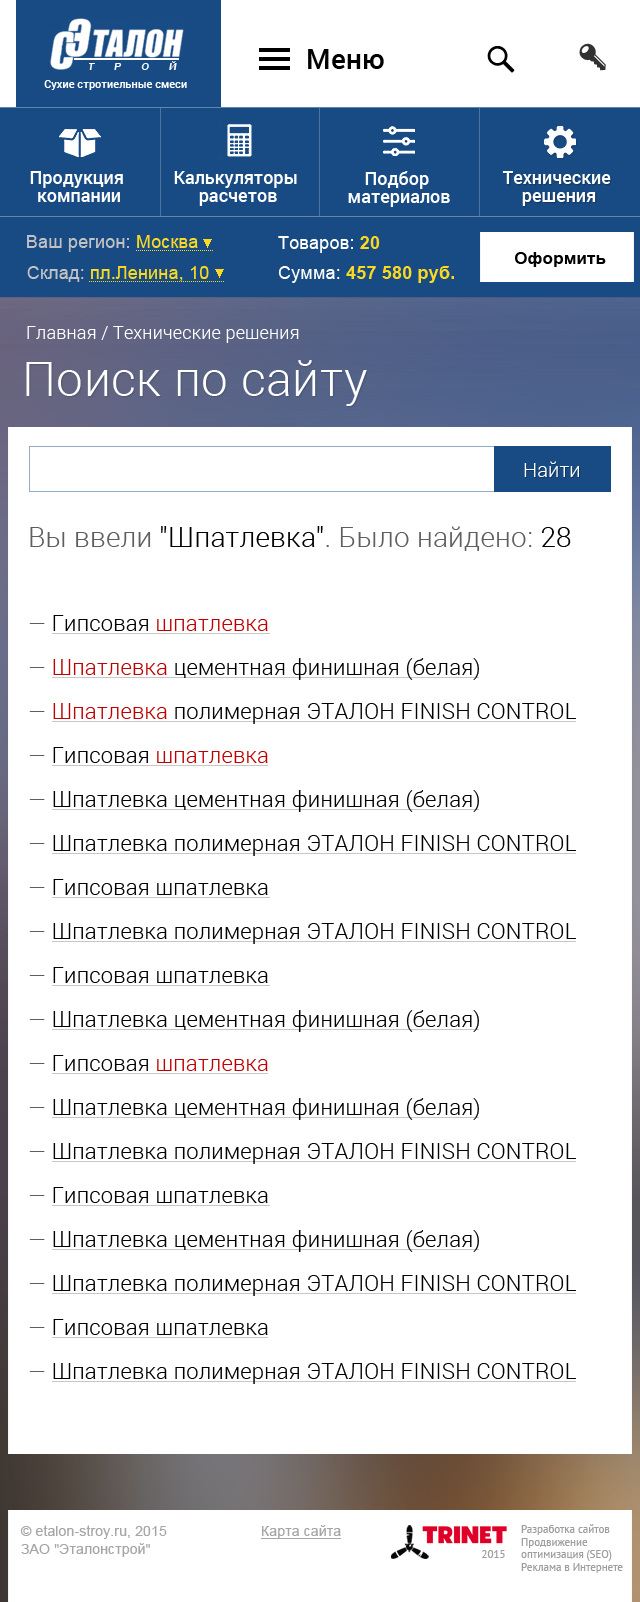 СЭТАЛОН
СТРОЙ
Сухие стротиельные смеси
Меню
Продукция
компании
Калькуляторы
расчетов
Подбор
материалов
Технические
решения
Ваш регион: Москва
Товаров: 20
Склад: пл.Ленина, 10
Сумма: 457 580 руб.
Оформить
Главная / Технические решения
Поиск по сайту
Найти
Вы ввели "Шпатлевка". Было найдено: 28
— Гипсовая шпатлевка
— Шпатлевка цементная финишная (белая)
— Шпатлевка полимерная ЭТАЛОН FINISH CONTROL
— Гипсовая шпатлевка
— Шпатлевка цементная финишная (белая)
— Шпатлевка полимерная ЭТАЛОН FINISH CONTROL
— Гипсовая шпатлевка
— Шпатлевка полимерная ЭТАЛОН FINISH CONTROL
— Гипсовая шпатлевка
— Шпатлевка цементная финишная (белая)
— Гипсовая шпатлевка
— Шпатлевка цементная финишная (белая)
— Шпатлевка полимерная ЭТАЛОН FINISH CONTROL
— Гипсовая шпатлевка
— Шпатлевка цементная финишная (белая)
— Шпатлевка полимерная ЭТАЛОН FINISH CONTROL
— Гипсовая шпатлевка
— Шпатлевка полимерная ЭТАЛОН FINISH CONTROL
© etalon-stroy.ru, 2015
ЗАО "Эталонстрой"
Карта сайта
TRINET
2015
Разработка сайтов
Продвижение
оптимизация (SEO)
Реклама в Интернете